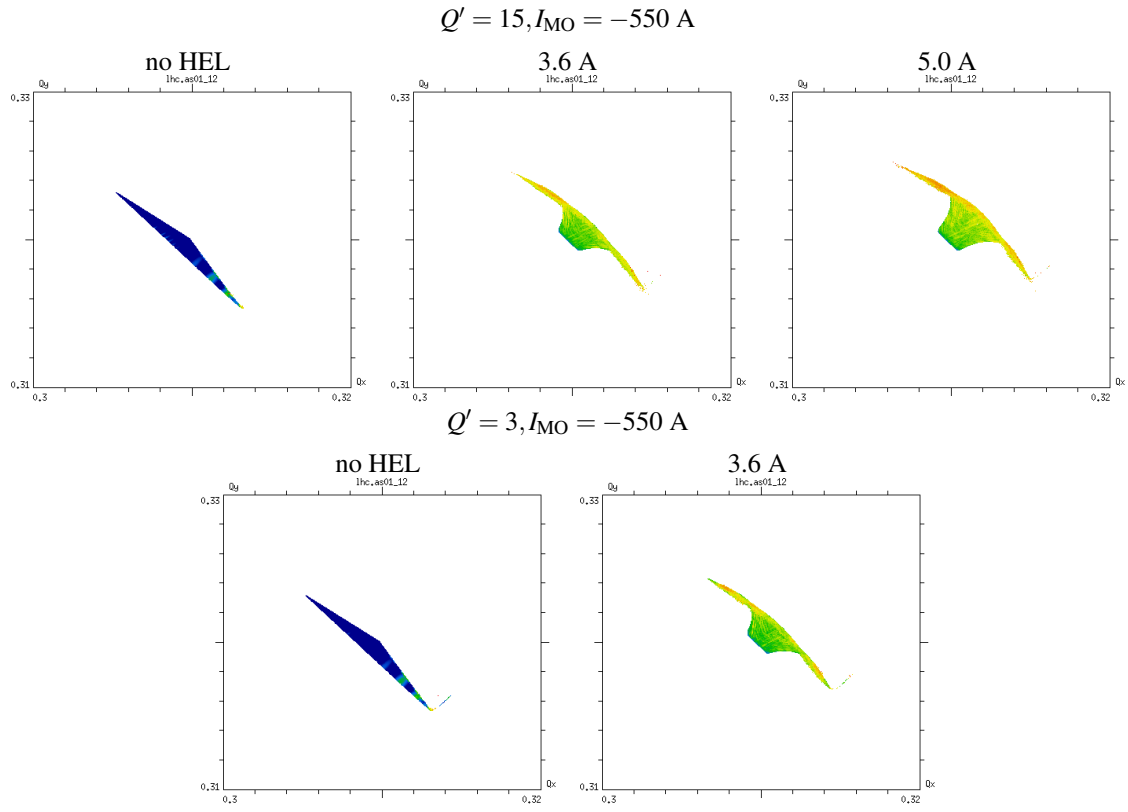 Q′ = 15, I_MO = −550 A
no HEL 3.6 A 5.0 A
lhc.as01_12 lhc.as01_12 lhc.as01_12
Qy Qy Qy
0.33 0.33 0.33
0.31 0.31 0.31
Qx Qx Qx
0.3 0.32 0.3 0.32 0.3 0.32
Q′ = 3, I_MO = −550 A
no HEL 3.6 A
lhc.as01_12 lhc.as01_12
Qy Qy
0.33 0.33
0.31 0.31
Qx Qx
0.3 0.32 0.3 0.32